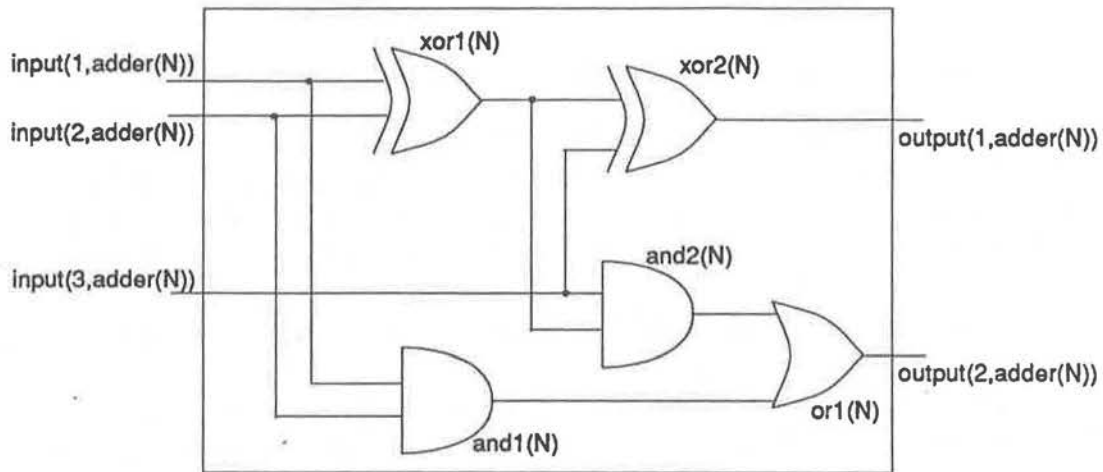 xor1(N)
input(1,adder(N))
xor2(N)
input(2,adder(N))
output(1,adder(N))
and2(N)
input(3,adder(N))
output(2,adder(N))
or1(N)
and1(N)